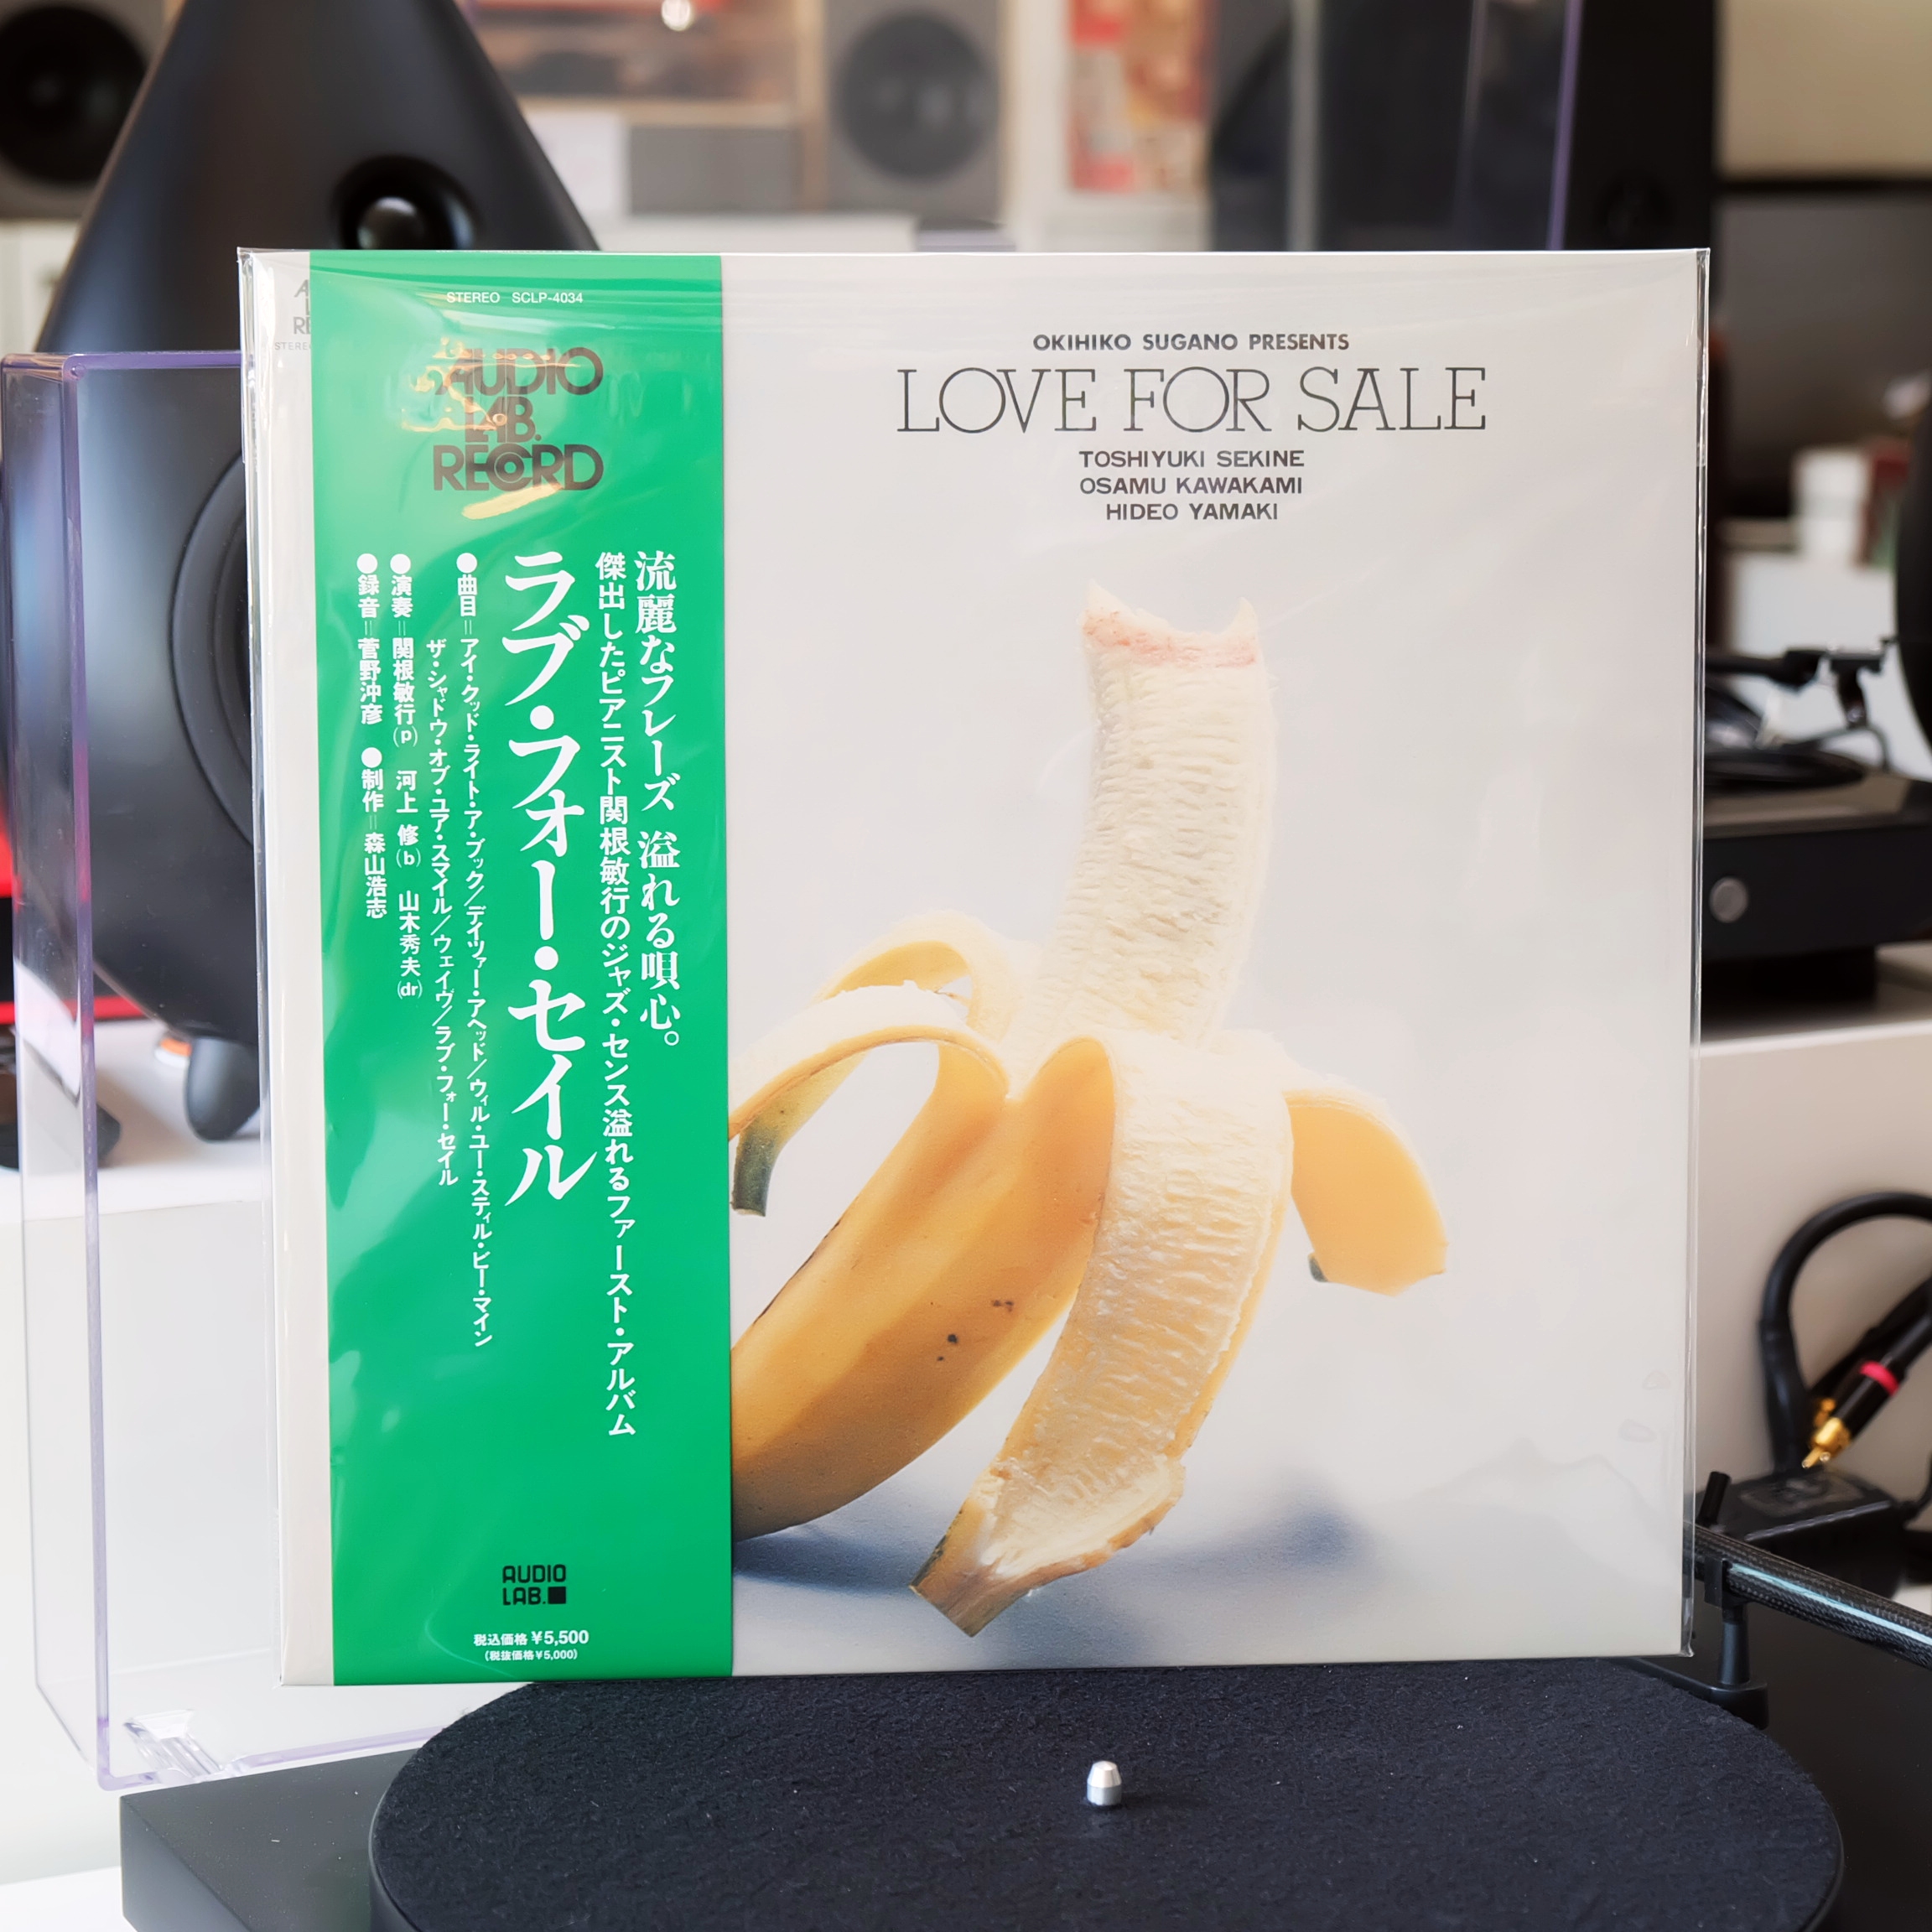 STEREO SCLP-4034
AUDIO
LAB.
RECORD
流麗なフレーズ 溢れる唄心。
傑出したピアニスト関根敏行のジャズ・センス溢れるファースト・アルバム
ラブ・フォー・セイル
●曲目=アイ・クッド・ライト・ア・ブック/デイヅァー・アヘッド/ウィル・ユー・スティル・ビー・マイン
ザ・シャドウ・オブ・ユア・スマイル/ウェイヴ/ラブ・フォー・セイル
●演奏=関根敏行(p) 河上 修(b) 山木秀夫(dr)
●録音=菅野沖彦 ●制作=森山浩志
AUDIO
LAB.
税込価格 ¥5,500
(税抜価格¥5,000)
OKIHIKO SUGANO PRESENTS
LOVE FOR SALE
TOSHIYUKI SEKINE
OSAMU KAWAKAMI
HIDEO YAMAKI